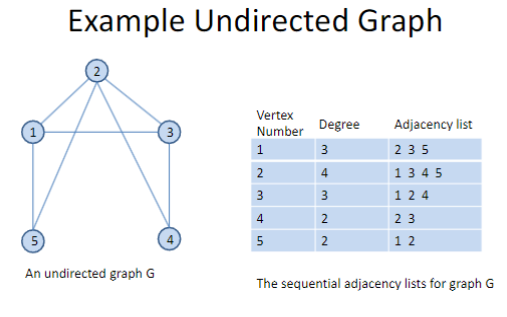 Example Undirected Graph
2
1
3
5
4
An undirected graph G
Vertex Number Degree Adjacency list
1 3 2 3 5
2 4 1 3 4 5
3 3 1 2 4
4 2 2 3
5 2 1 2
The sequential adjacency lists for graph G